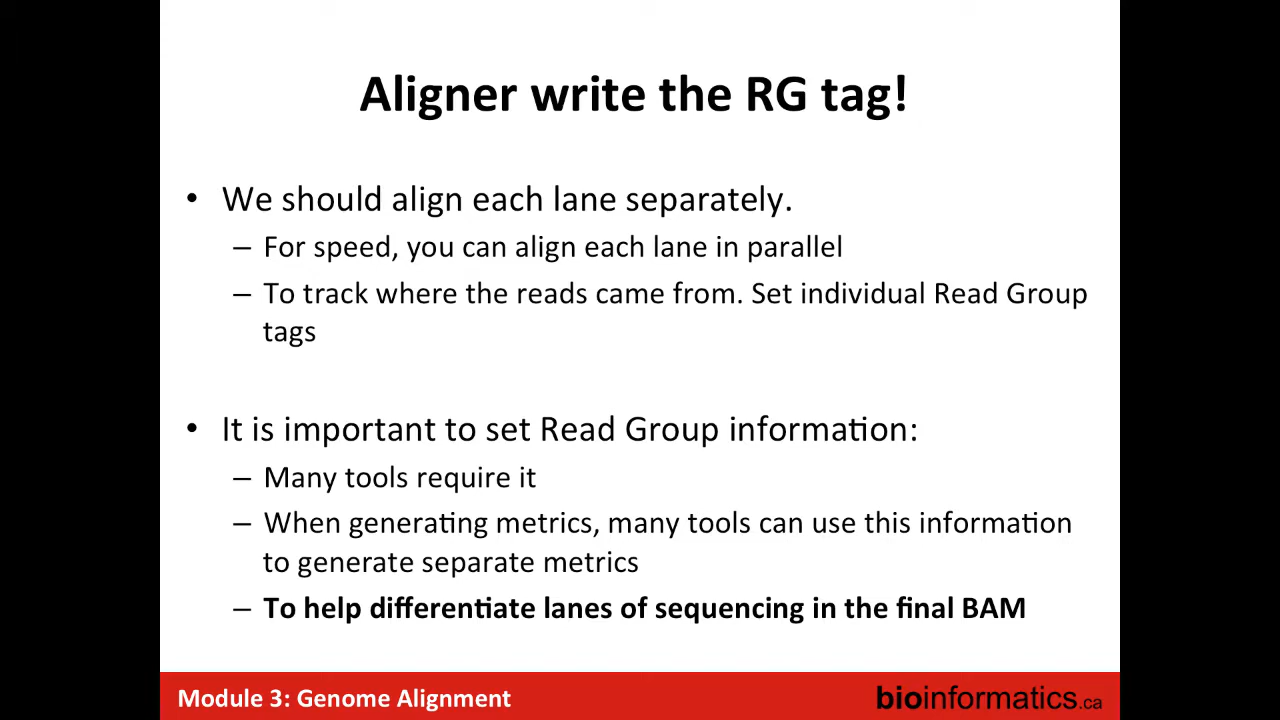 Aligner write the RG tag!
• We should align each lane separately.
– For speed, you can align each lane in parallel
– To track where the reads came from. Set individual Read Group
tags
• It is important to set Read Group information:
– Many tools require it
– When generating metrics, many tools can use this information
to generate separate metrics
– To help differentiate lanes of sequencing in the final BAM
Module 3: Genome Alignment
bioinformatics.ca